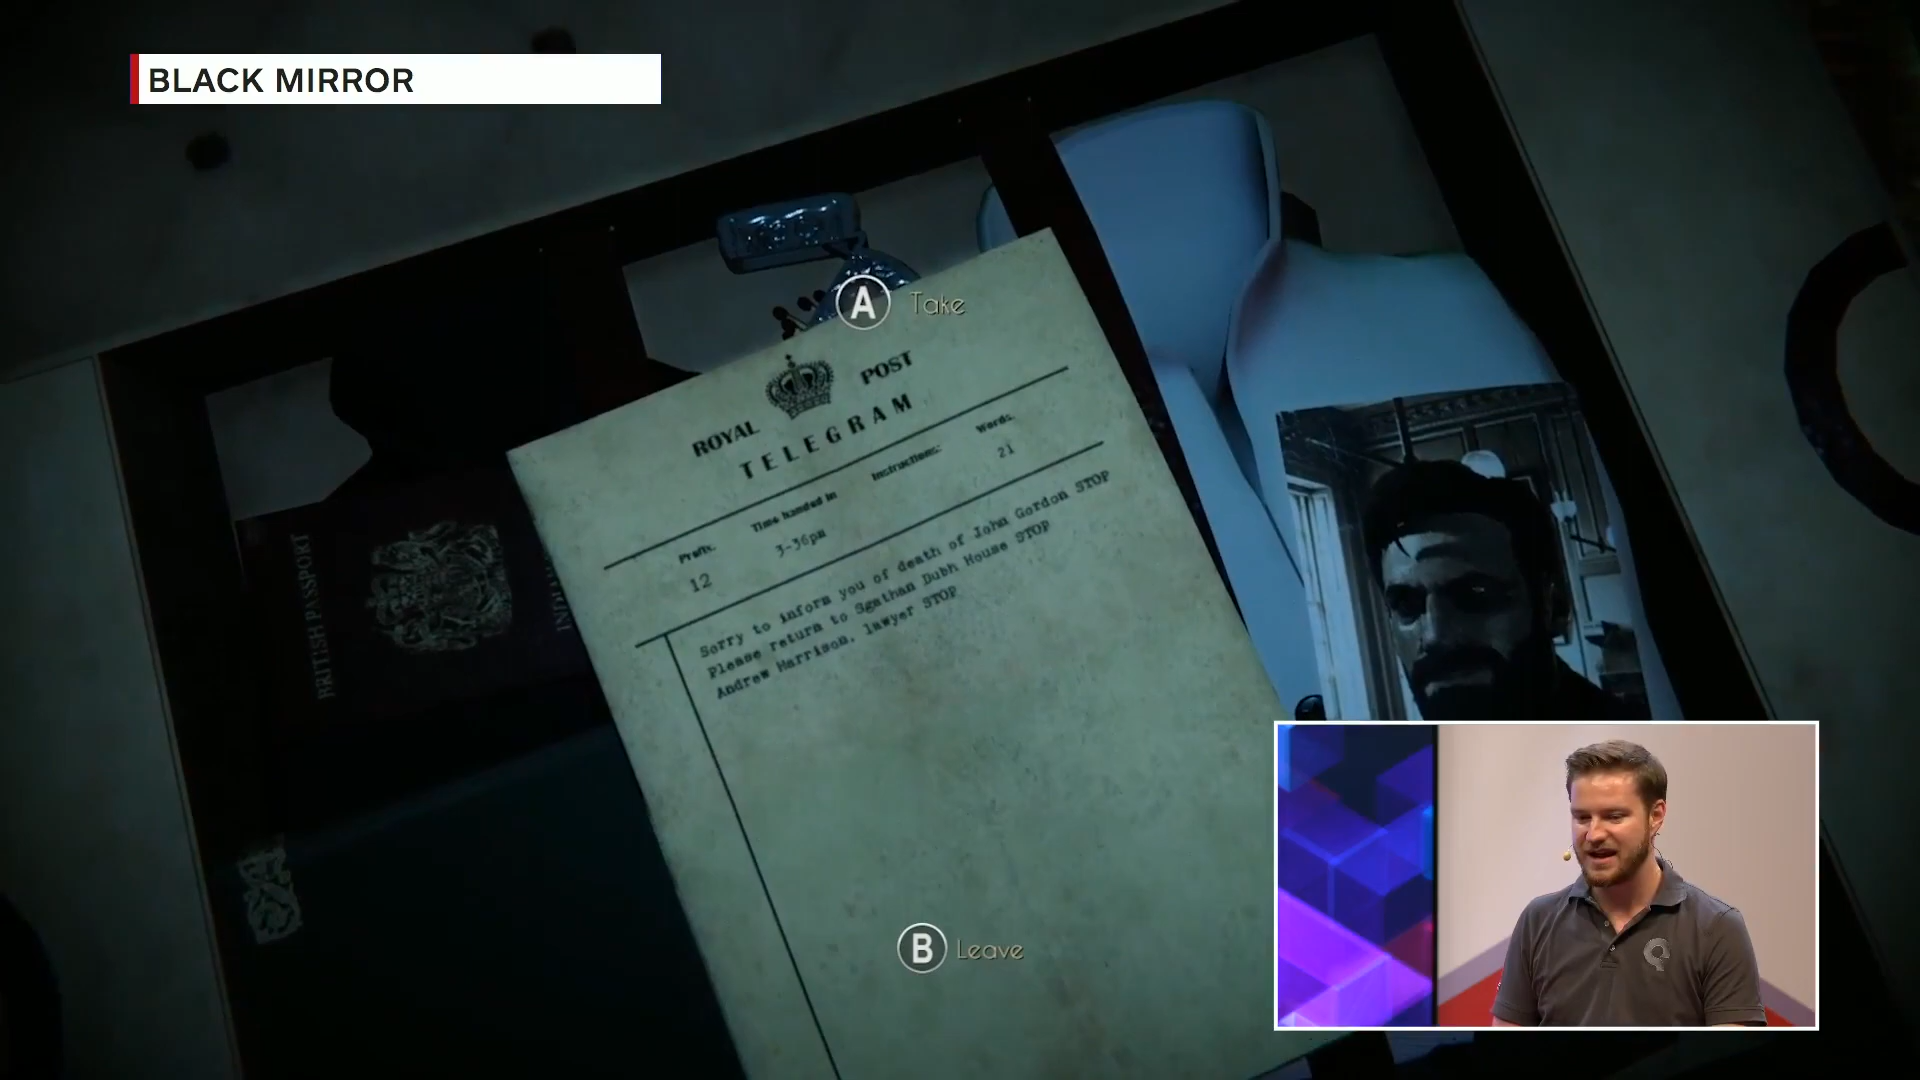 BLACK MIRROR
A Take
ROYAL POST
TELEGRAM
Prefix. Time handed in Instructions: Words.
12 3-36pm 21
Sorry to inform you of death of John Gordon STOP
Please return to Sgathan Dubh House STOP
Andrew Harrison, lawyer STOP
BRITISH PASSPORT
B Leave